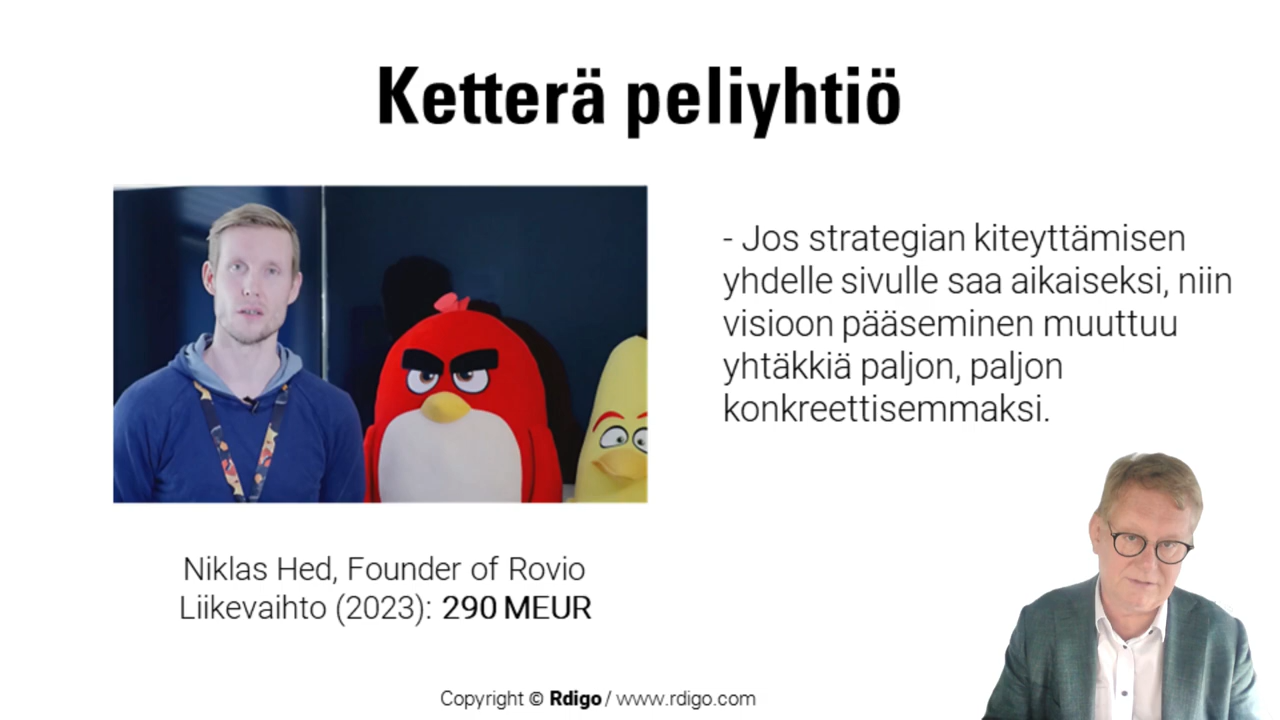 Ketterä peliyhtiö
- Jos strategian kiteyttämisen
yhdelle sivulle saa aikaiseksi, niin
visioon pääseminen muuttuu
yhtäkkiä paljon, paljon
konkreettisemmaksi.
Niklas Hed, Founder of Rovio
Liikevaihto (2023): 290 MEUR
Copyright © Rdigo / www.rdigo.com